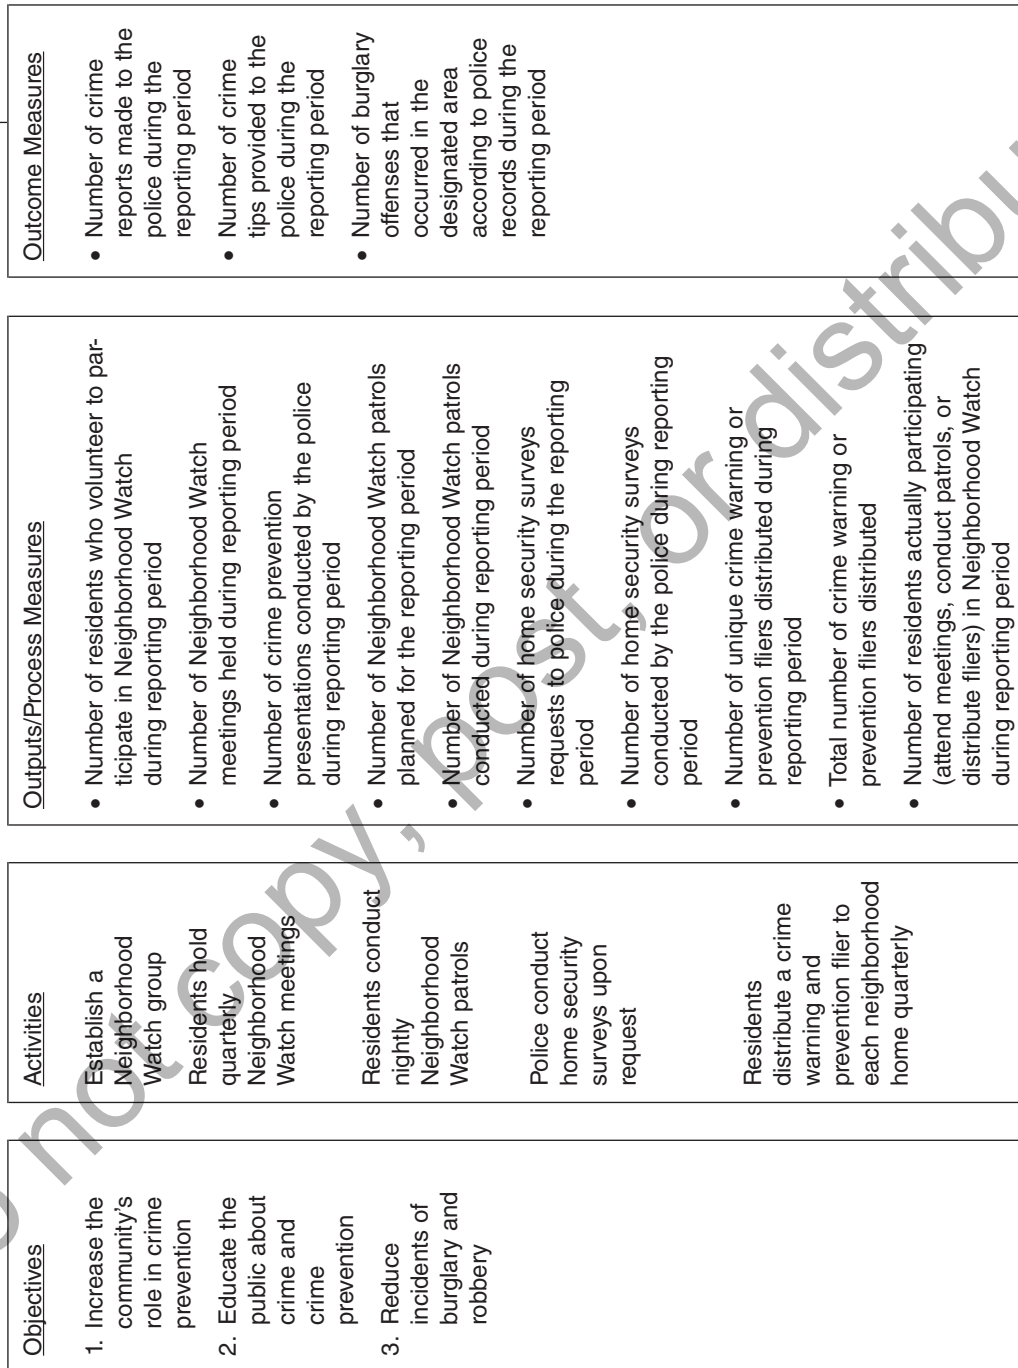 Objectives
1. Increase the
community's
role in crime
prevention
2. Educate the
public about
crime and
crime
prevention
3. Reduce
incidents of
burglary and
robbery
Activities
Establish a
Neighborhood
Watch group
Residents hold
quarterly
Neighborhood
Watch meetings
Residents conduct
nightly
Neighborhood
Watch patrols
Police conduct
home security
surveys upon
request
Residents
distribute a crime
warning and
prevention flier to
each neighborhood
home quarterly
Outputs/Process Measures
• Number of residents who volunteer to par-
ticipate in Neighborhood Watch
during reporting period
• Number of Neighborhood Watch
meetings held during reporting period
• Number of crime prevention
presentations conducted by the police
during reporting period
• Number of Neighborhood Watch patrols
planned for the reporting period
• Number of Neighborhood Watch patrols
conducted during reporting period
• Number of home security surveys
requests to police during the reporting
period
• Number of home security surveys
conducted by the police during reporting
period
• Number of unique crime warning or
prevention fliers distributed during
reporting period
• Total number of crime warning or
prevention fliers distributed
• Number of residents actually participating
(attend meetings, conduct patrols, or
distribute fliers) in Neighborhood Watch
during reporting period
Outcome Measures
• Number of crime
reports made to the
police during the
reporting period
• Number of crime
tips provided to the
police during the
reporting period
• Number of burglary
offenses that
occurred in the
designated area
according to police
records during the
reporting period
not copy, post, or distribu